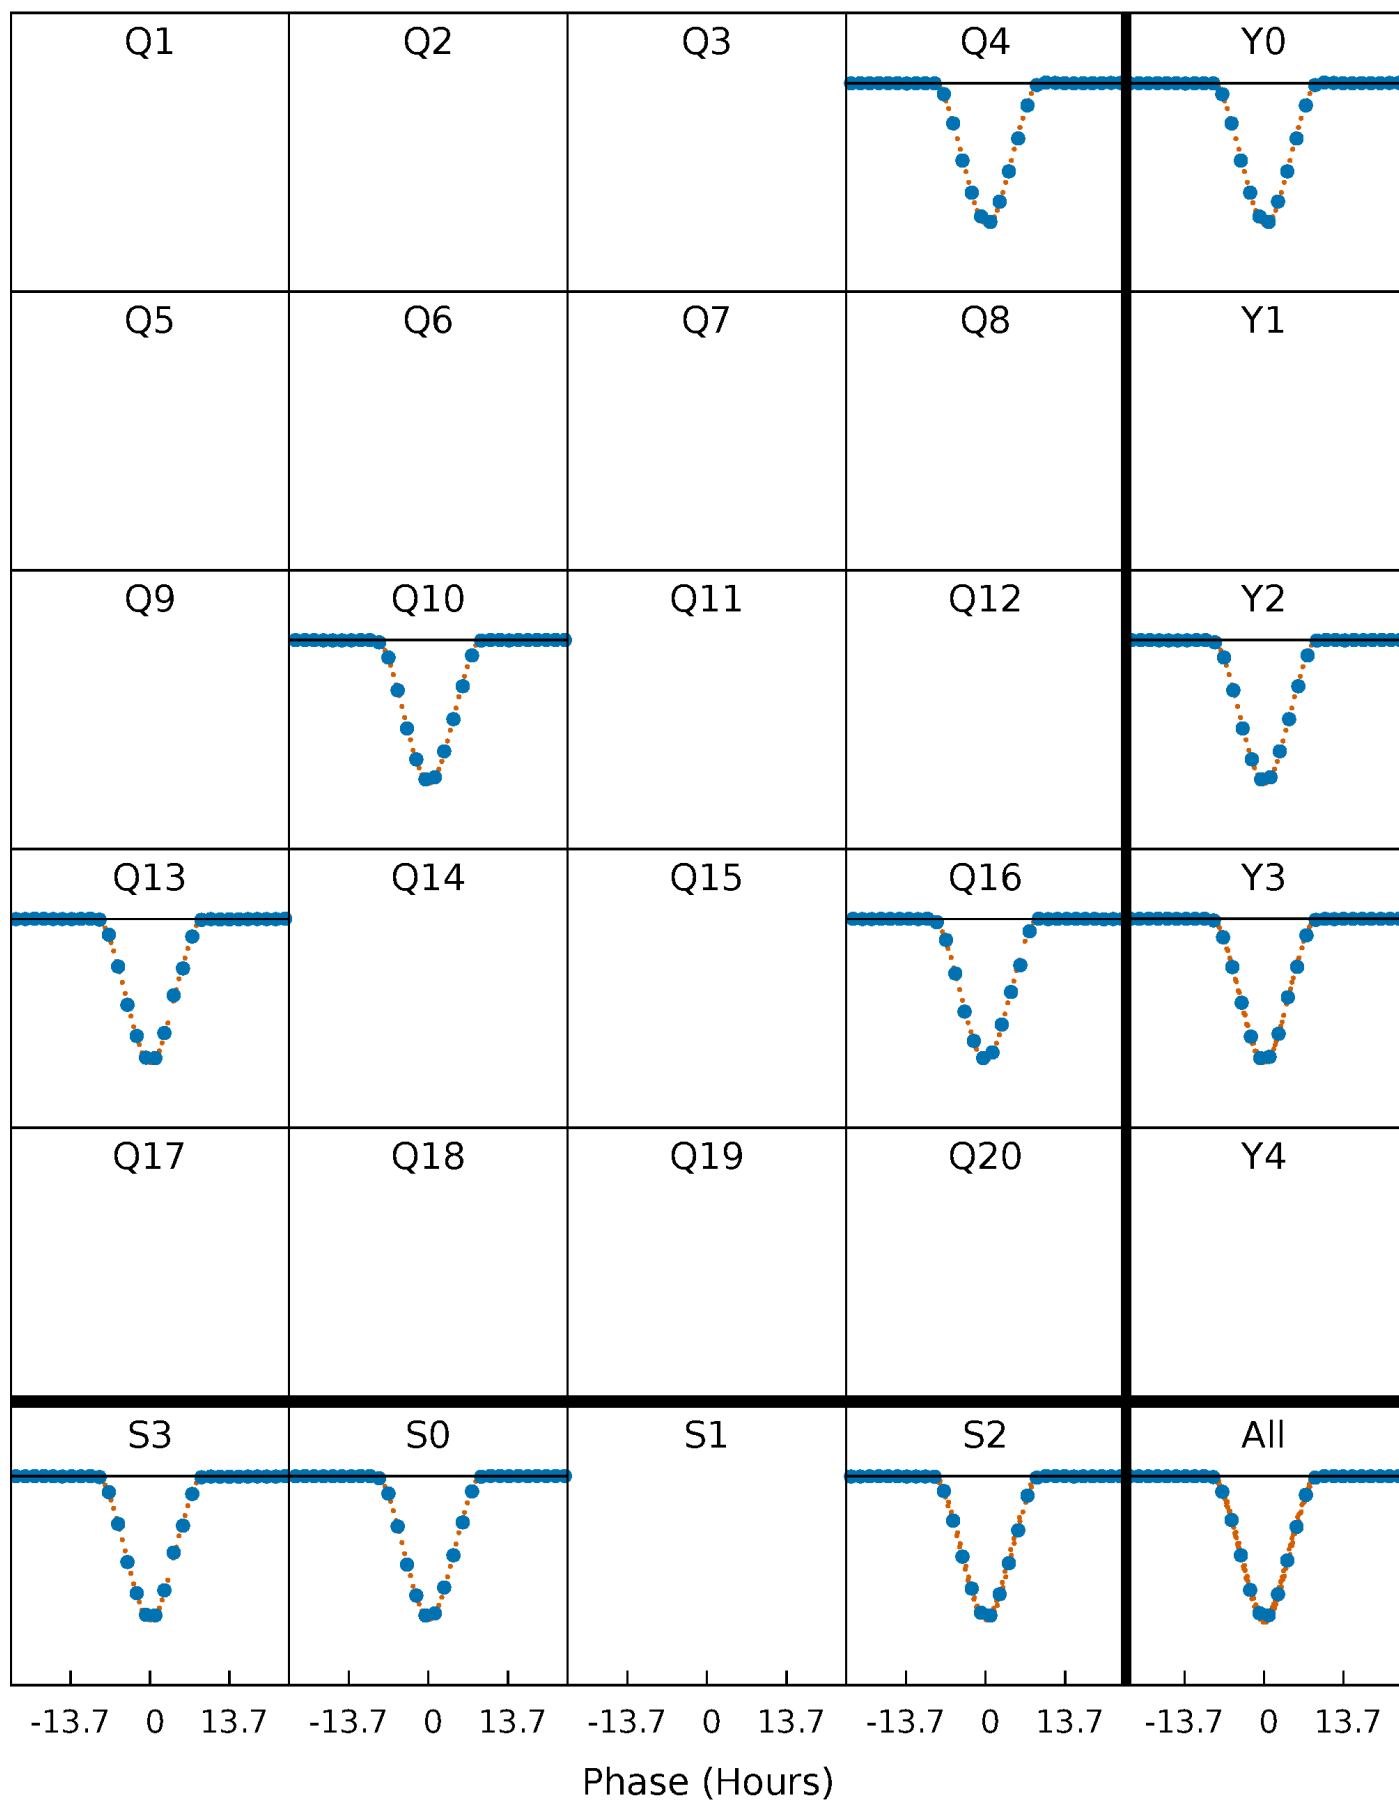 Q1 Q2 Q3 Q4 Y0
Q5 Q6 Q7 Q8 Y1
Q9 Q10 Q11 Q12 Y2
Q13 Q14 Q15 Q16 Y3
Q17 Q18 Q19 Q20 Y4
S3 S0 S1 S2 All
-13.7 0 13.7 -13.7 0 13.7 -13.7 0 13.7 -13.7 0 13.7 -13.7 0 13.7
Phase (Hours)